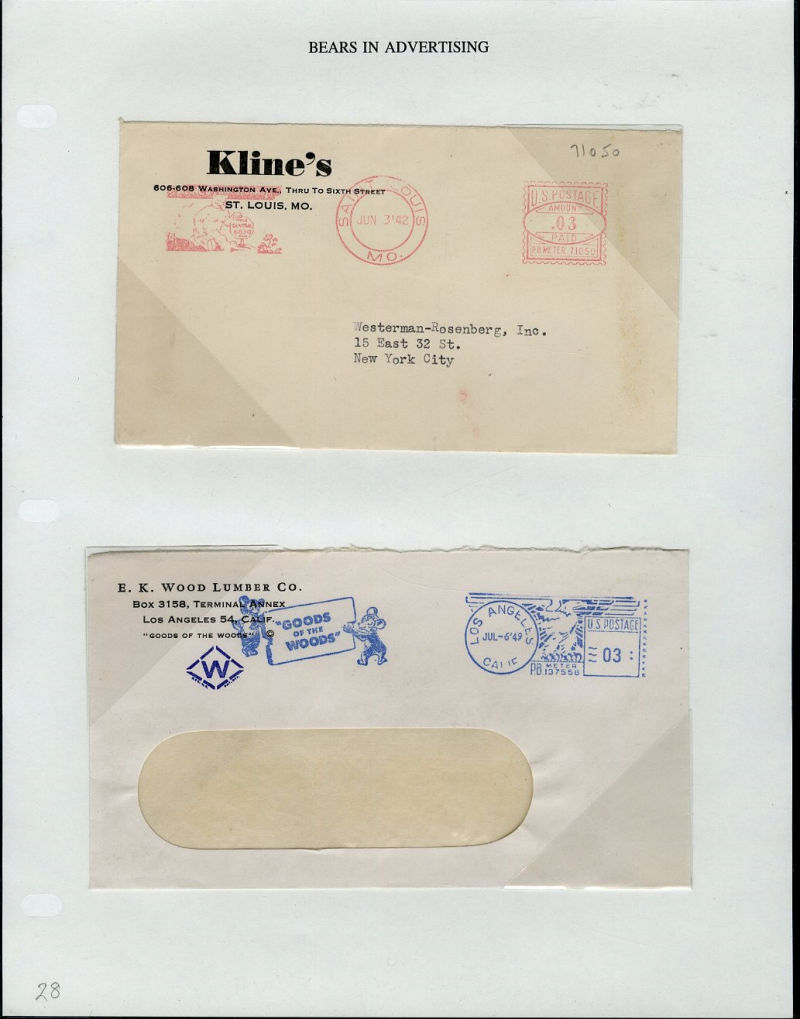 BEARS IN ADVERTISING
71050
Kline's
606-608 WASHINGTON AVE., THRU TO SIXTH STREET
ST. LOUIS, MO.
SAINT LOUIS
JUN 3 '42
MO.
U.S. POSTAGE
AMOUNT
.03
PAID
P.B. METER 71050
Westerman-Rosenberg, Inc.
15 East 32 St.
New York City
E. K. WOOD LUMBER CO.
BOX 3158, TERMINAL ANNEX
LOS ANGELES 54, CALIF.
"GOODS OF THE WOODS" ©
W
"GOODS
OF THE
WOODS"
LOS ANGELES
JUL-6'49
CALIF.
U.S. POSTAGE
03
P.B. METER
137558
28